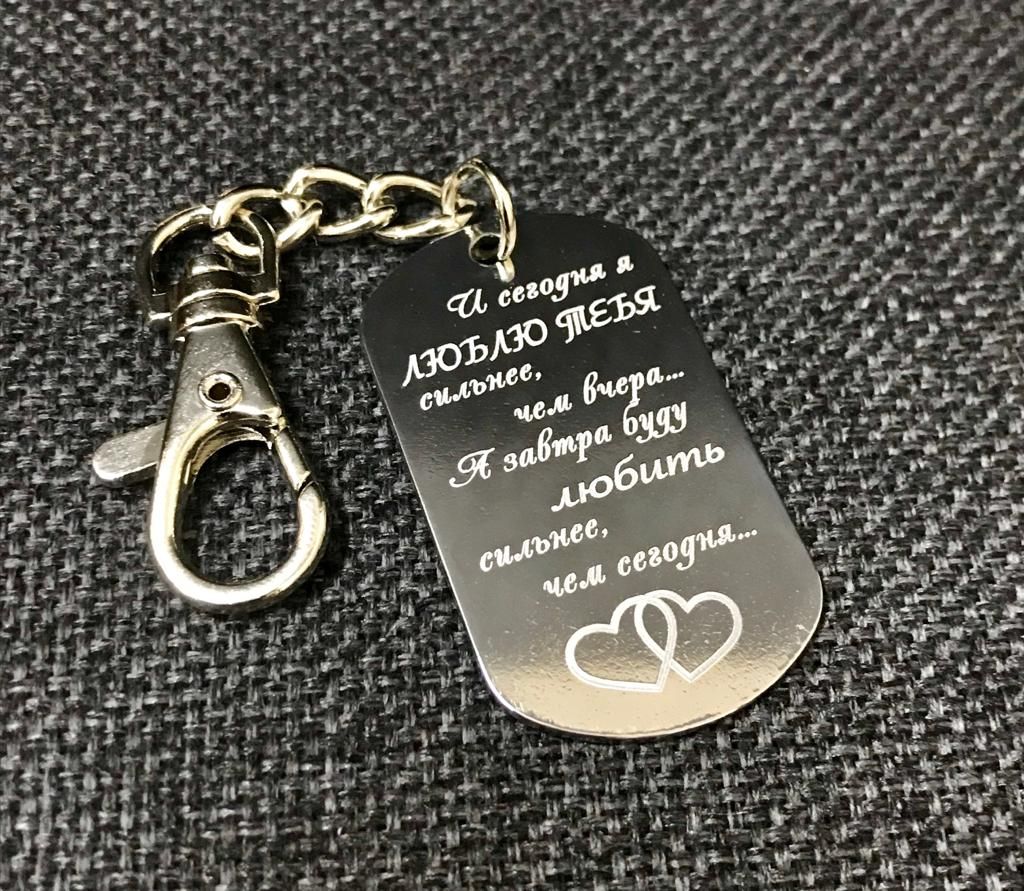 И сегодня я
ЛЮБЛЮ ТЕБЯ
сильнее,
чем вчера...
А завтра буду
любить
сильнее,
чем сегодня...